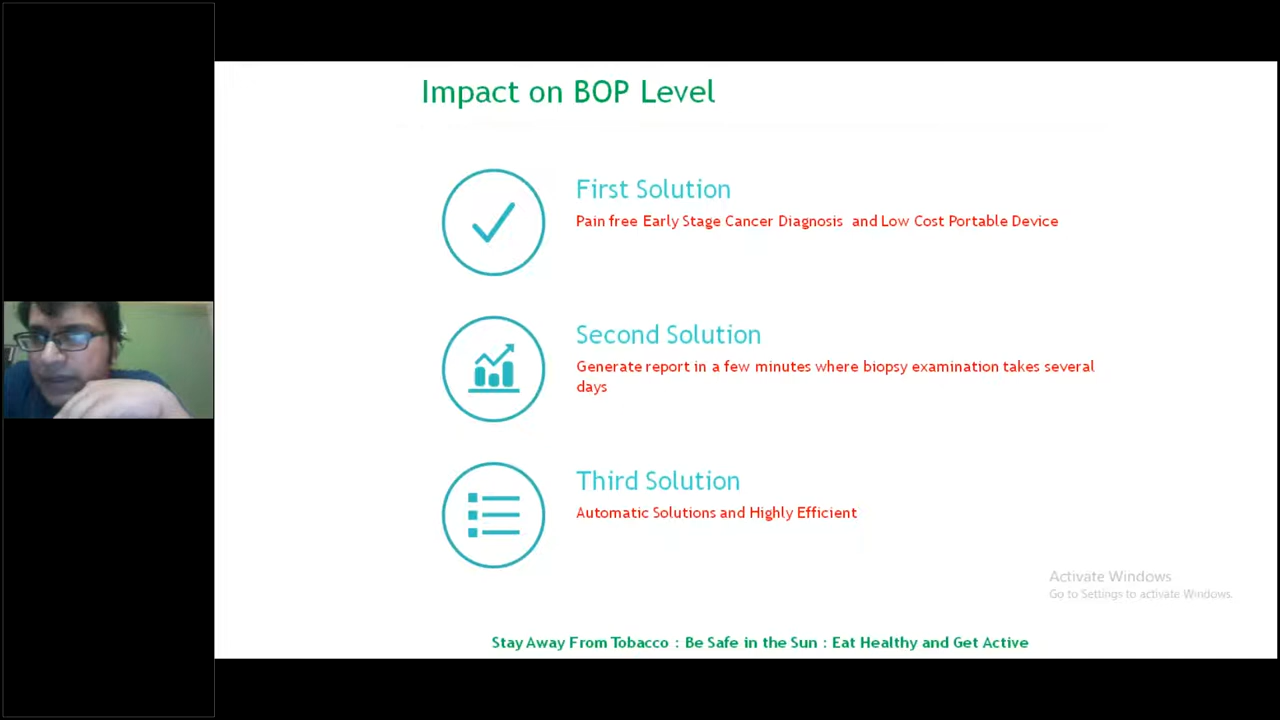 Impact on BOP Level
First Solution
Pain free Early Stage Cancer Diagnosis and Low Cost Portable Device
Second Solution
Generate report in a few minutes where biopsy examination takes several
days
Third Solution
Automatic Solutions and Highly Efficient
Activate Windows
Go to Settings to activate Windows.
Stay Away From Tobacco : Be Safe in the Sun : Eat Healthy and Get Active